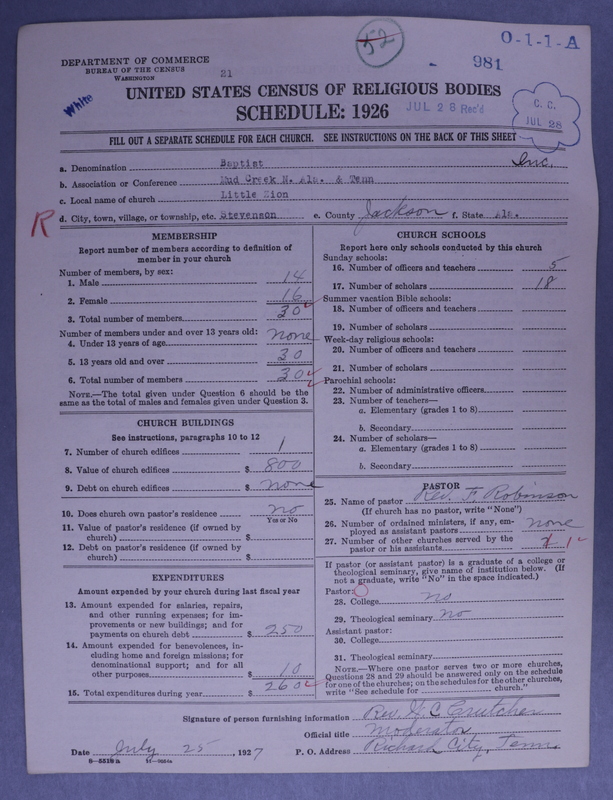 52
O-1-1-A
981
DEPARTMENT OF COMMERCE
BUREAU OF THE CENSUS
WASHINGTON
21
White
UNITED STATES CENSUS OF RELIGIOUS BODIES
SCHEDULE: 1926
JUL 28 Rec'd
C. C.
JUL 28
FILL OUT A SEPARATE SCHEDULE FOR EACH CHURCH. SEE INSTRUCTIONS ON THE BACK OF THIS SHEET
a. Denomination Baptist Inc.
b. Association or Conference Mud Creek N. Ala. & Tenn
c. Local name of church Little Zion
R d. City, town, village, or township, etc. Stevenson e. County Jackson f. State Ala.
MEMBERSHIP
Report number of members according to definition of
member in your church
Number of members, by sex:
1. Male 14
2. Female 16
3. Total number of members 30
Number of members under and over 13 years old:
4. Under 13 years of age none
5. 13 years old and over 30
6. Total number of members 30
NOTE.—The total given under Question 6 should be
same as the total of males and females given under Question 3.
CHURCH BUILDINGS
See instructions, paragraphs 10 to 12
7. Number of church edifices 1
8. Value of church edifices $ 800
9. Debt on church edifices $ none
10. Does church own pastor's residence no
Yes or No
11. Value of pastor's residence (if owned by
church) $
12. Debt on pastor's residence (if owned by
church) $
EXPENDITURES
Amount expended by your church during last fiscal year
13. Amount expended for salaries, repairs,
and other running expenses; for im-
provements or new buildings; and for
payments on church debt $ 250
14. Amount expended for benevolences, in-
cluding home and foreign missions; for
denominational support; and for all
other purposes $ 10
15. Total expenditures during year $ 260
CHURCH SCHOOLS
Report here only schools conducted by this church
Sunday schools:
16. Number of officers and teachers 5
17. Number of scholars 18
Summer vacation Bible schools:
18. Number of officers and teachers
19. Number of scholars
Week-day religious schools:
20. Number of officers and teachers
21. Number of scholars
Parochial schools:
22. Number of administrative officers
23. Number of teachers—
a. Elementary (grades 1 to 8)
b. Secondary
24. Number of scholars—
a. Elementary (grades 1 to 8)
b. Secondary
PASTOR
25. Name of pastor Rev. F. Robinson
(If church has no pastor, write "None")
26. Number of ordained ministers, if any, em-
ployed as assistant pastors none
27. Number of other churches served by the
pastor or his assistants 1
If pastor (or assistant pastor) is a graduate of a college or
theological seminary, give name of institution below. (If
not a graduate, write "No" in the space indicated.)
Pastor:
28. College no
29. Theological seminary no
Assistant pastor:
30. College
31. Theological seminary
NOTE.—Where one pastor serves two or more churches,
Questions 28 and 29 should be answered only on the schedule
for one of the churches; on the schedules for the other churches,
write "See schedule for church."
Signature of person furnishing information Rev. W. C. Crutcher
Official title Moderator
Date July 25, 1927 P. O. Address Richard City, Tenn.